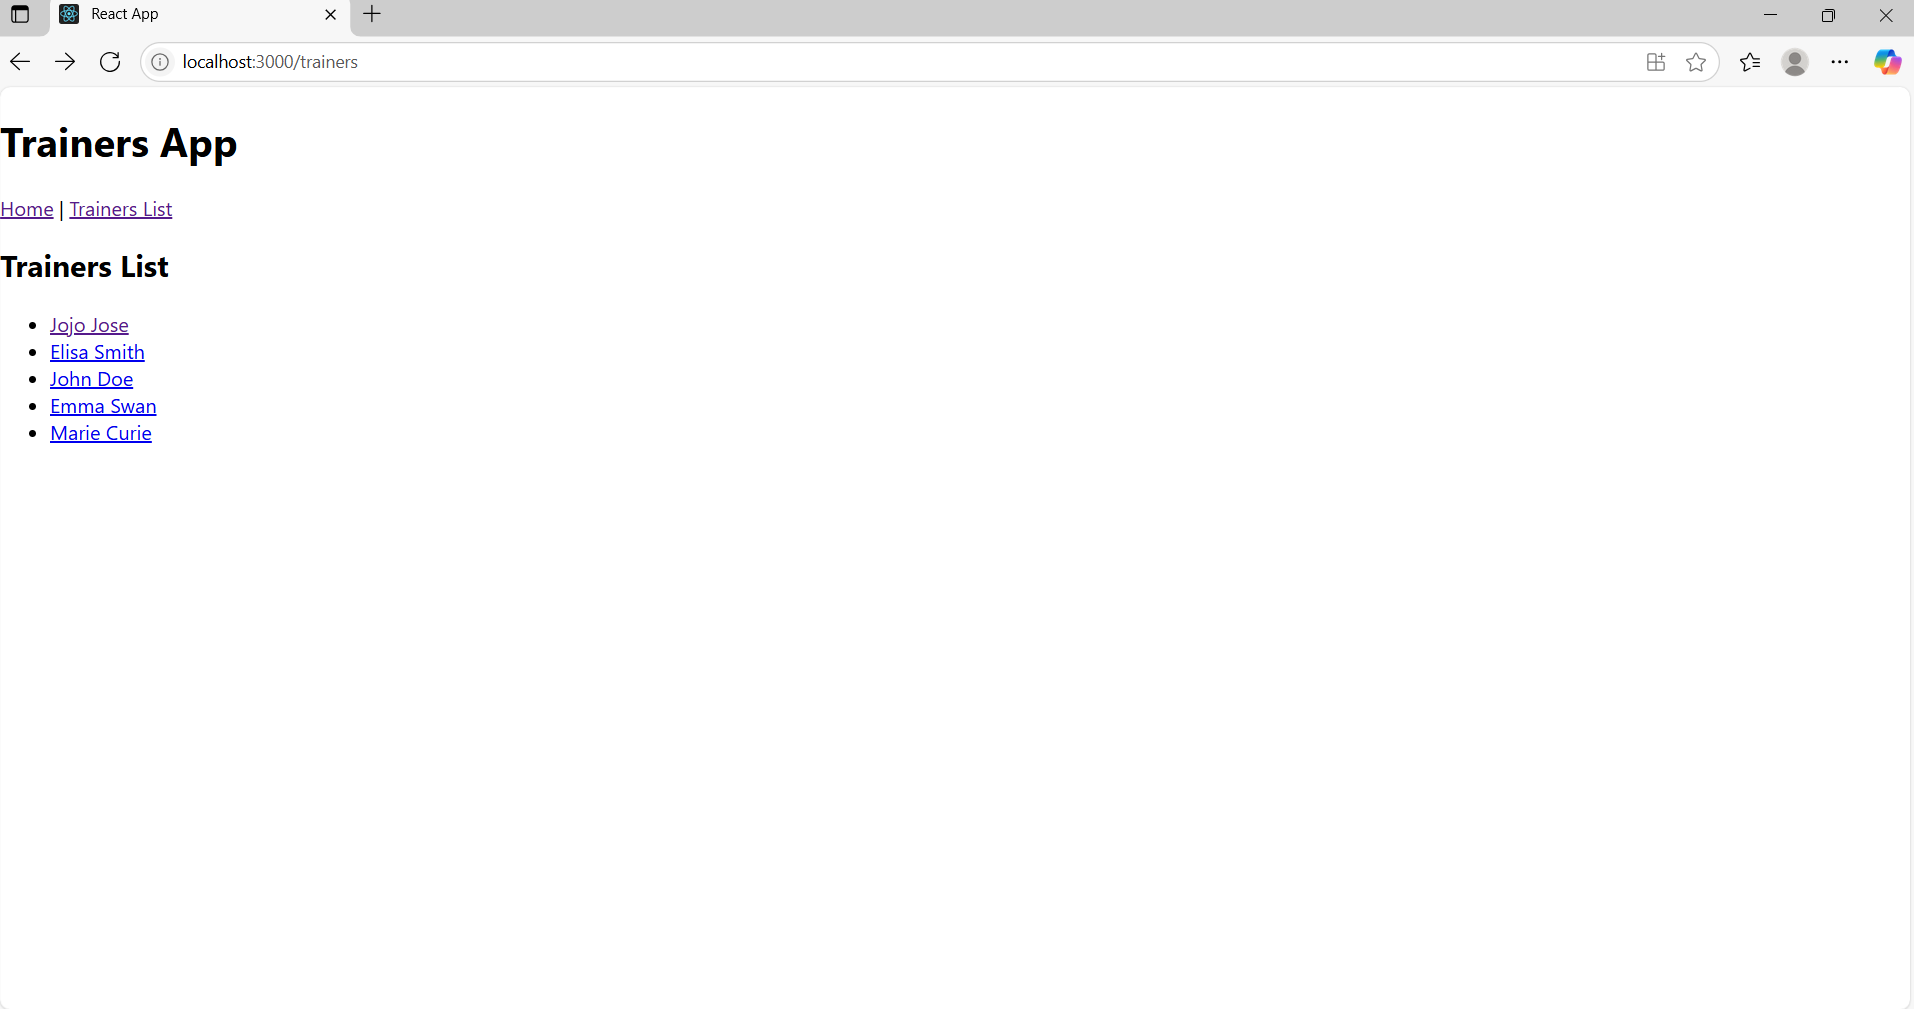 React App
localhost:3000/trainers
Trainers App
Home | Trainers List
Trainers List
Jojo Jose
Elisa Smith
John Doe
Emma Swan
Marie Curie